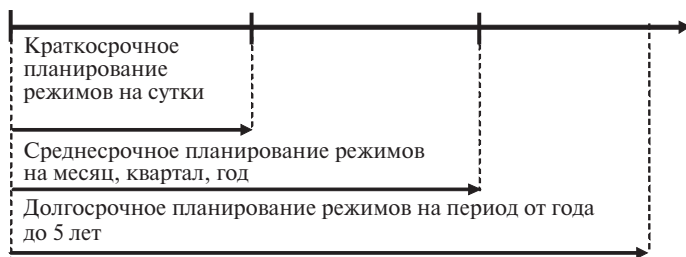 Краткосрочное
планирование
режимов на сутки
Среднесрочное планирование режимов
на месяц, квартал, год
Долгосрочное планирование режимов на период от года
до 5 лет